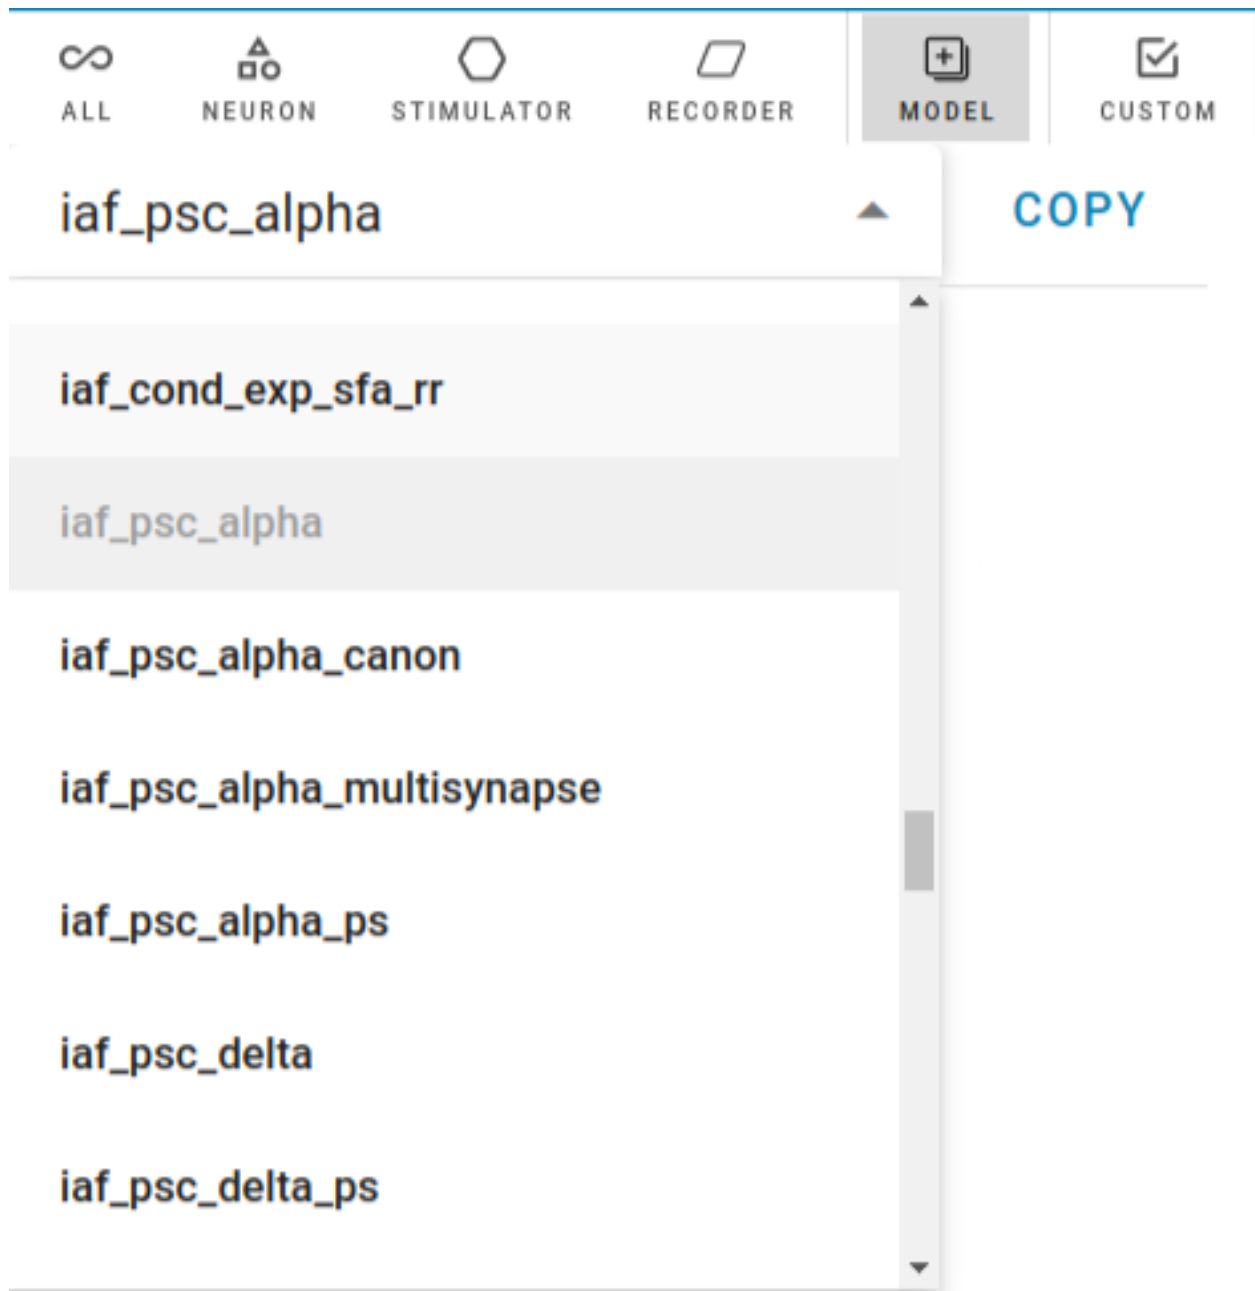 ALL NEURON STIMULATOR RECORDER MODEL CUSTOM
iaf_psc_alpha COPY
iaf_cond_exp_sfa_rr
iaf_psc_alpha
iaf_psc_alpha_canon
iaf_psc_alpha_multisynapse
iaf_psc_alpha_ps
iaf_psc_delta
iaf_psc_delta_ps